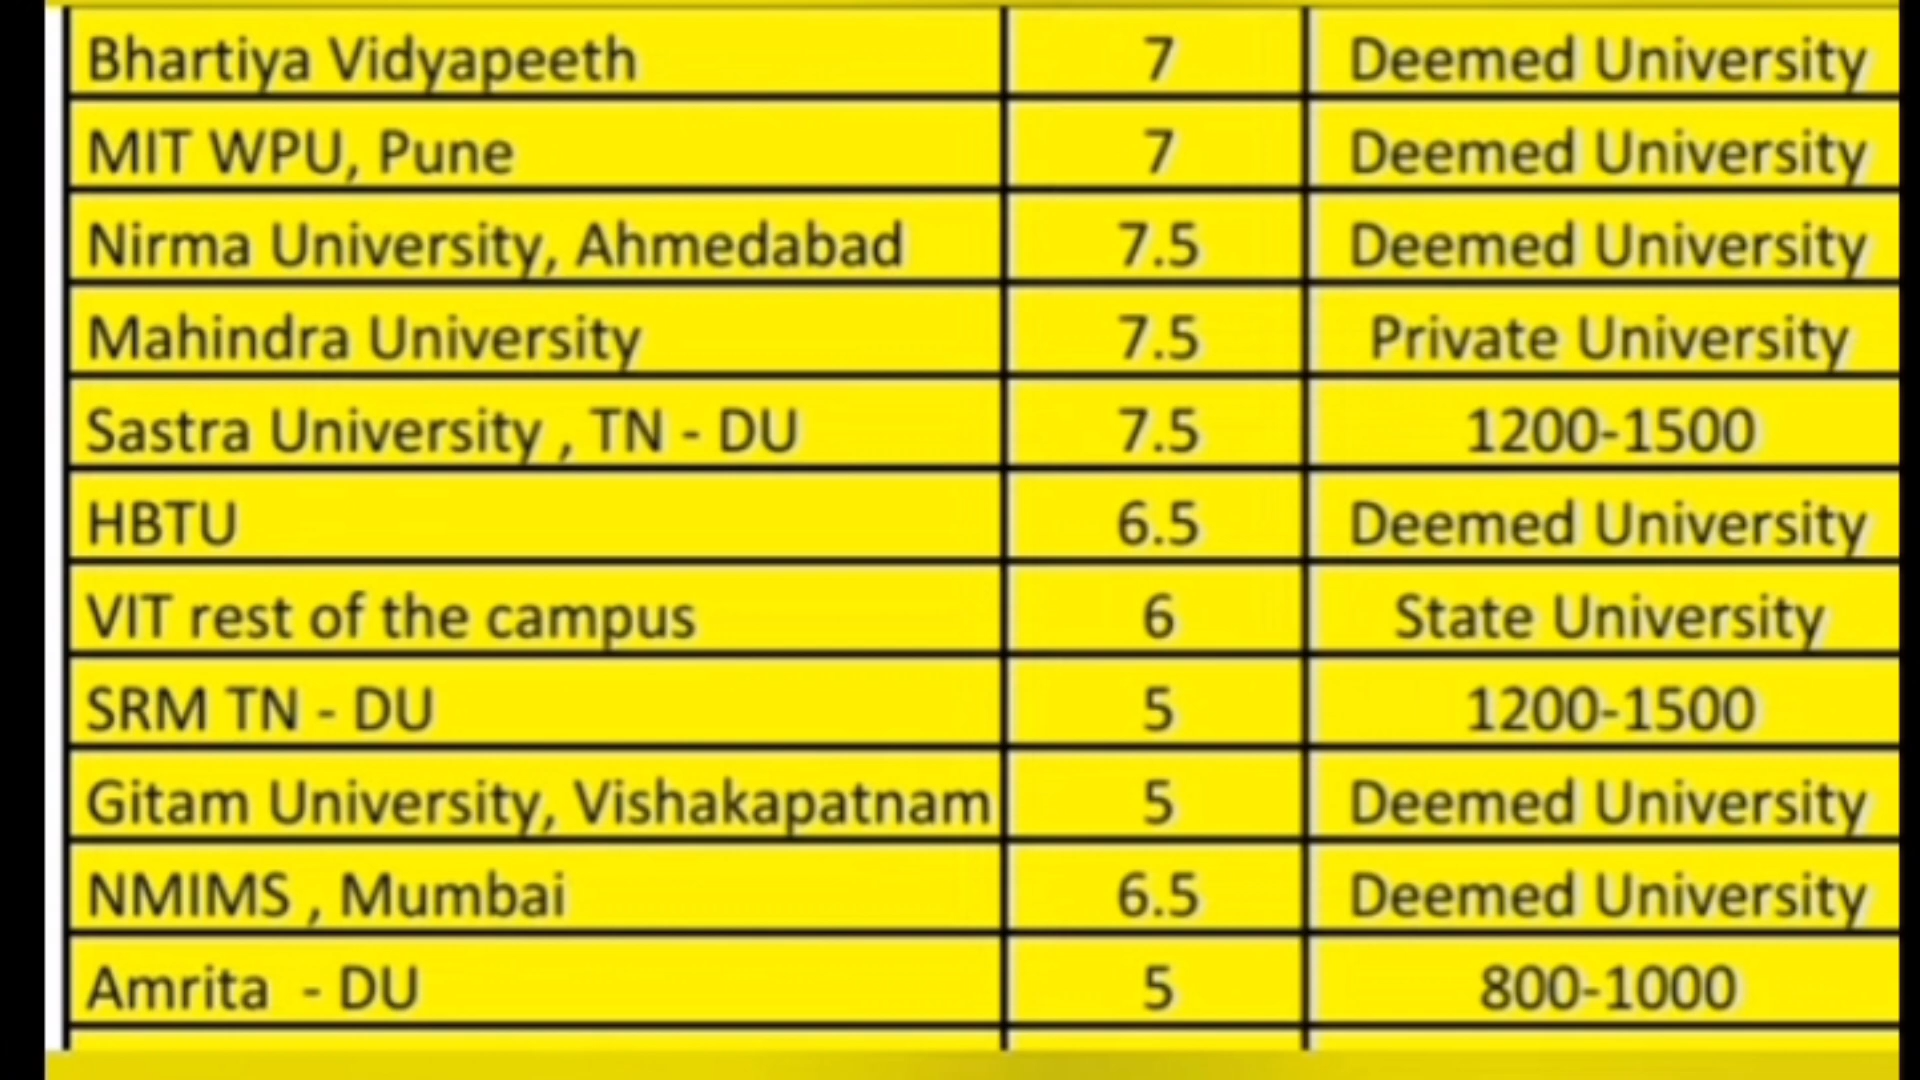 Bhartiya Vidyapeeth 7 Deemed University
MIT WPU, Pune 7 Deemed University
Nirma University, Ahmedabad 7.5 Deemed University
Mahindra University 7.5 Private University
Sastra University , TN - DU 7.5 1200-1500
HBTU 6.5 Deemed University
VIT rest of the campus 6 State University
SRM TN - DU 5 1200-1500
Gitam University, Vishakapatnam 5 Deemed University
NMIMS , Mumbai 6.5 Deemed University
Amrita - DU 5 800-1000